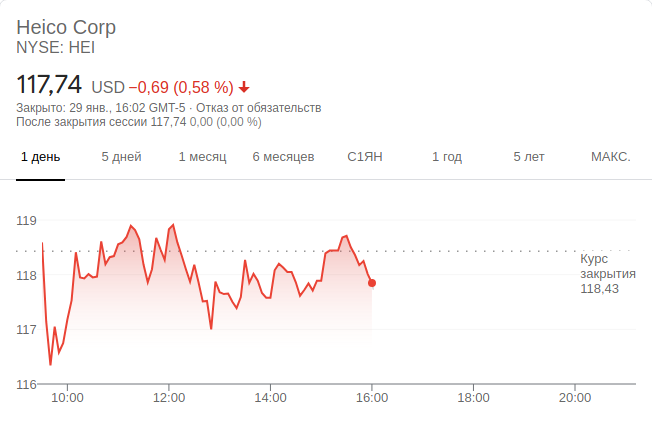 Heico Corp
NYSE: HEI
117,74 USD −0,69 (0,58 %)
Закрыто: 29 янв., 16:02 GMT-5 · Отказ от обязательств
После закрытия сессии 117,74 0,00 (0,00 %)
1 день 5 дней 1 месяц 6 месяцев С1ЯН 1 год 5 лет МАКС.
119
118
117
116
Курс
закрытия
118,43
10:00 12:00 14:00 16:00 18:00 20:00